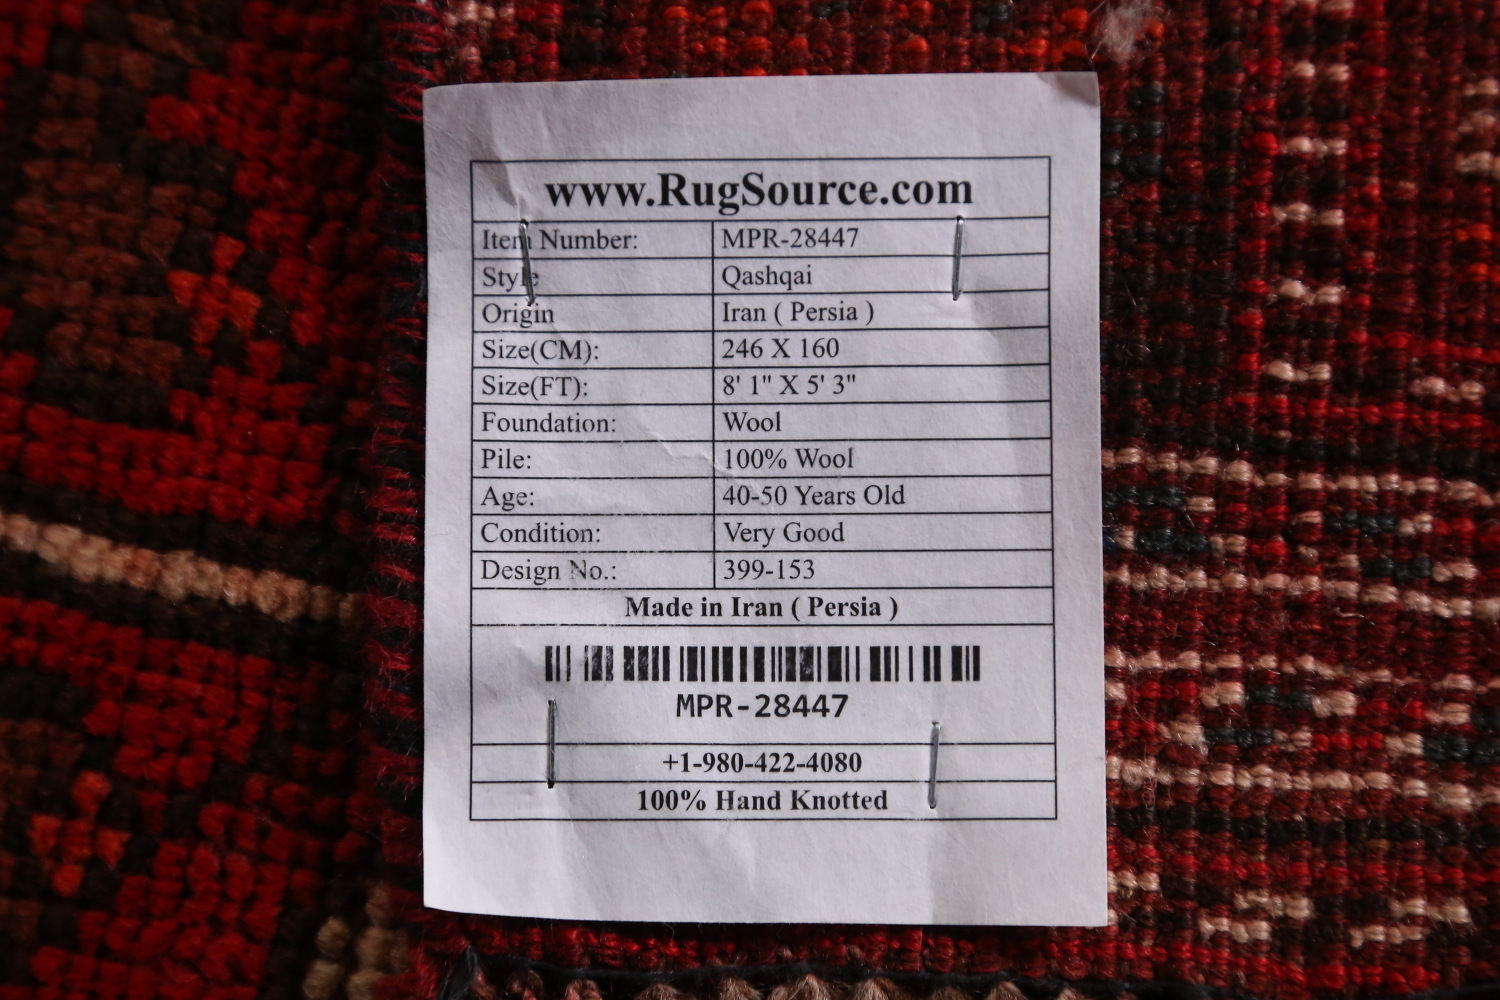 www.RugSource.com
Item Number: MPR-28447
Style Qashqai
Origin Iran ( Persia )
Size(CM): 246 X 160
Size(FT): 8' 1" X 5' 3"
Foundation: Wool
Pile: 100% Wool
Age: 40-50 Years Old
Condition: Very Good
Design No.: 399-153
Made in Iran ( Persia )
MPR-28447
+1-980-422-4080
100% Hand Knotted